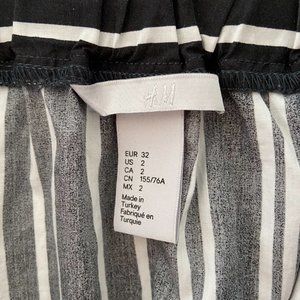 H&M
EUR 32
US 2
CA 2
CN 155/76A
MX 2
Made in
Turkey
Fabriqué en
Turquie